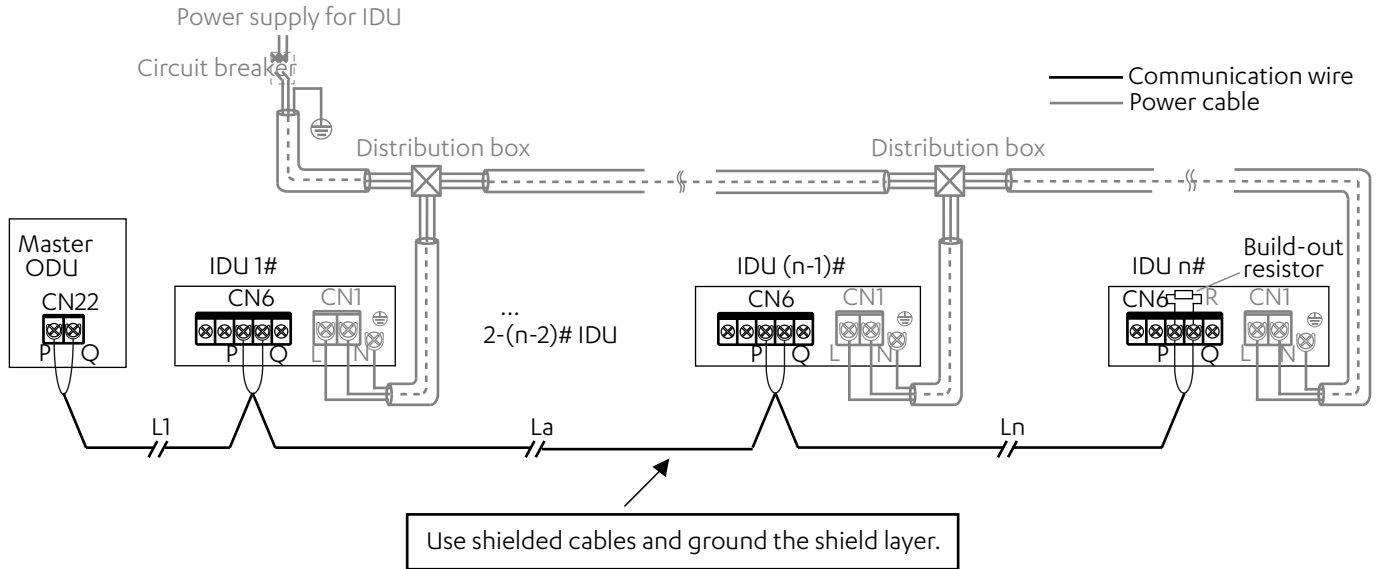 Power supply for IDU
Circuit breaker
Communication wire
Power cable
Distribution box
Distribution box
Master
ODU
CN22
P Q
IDU 1#
CN6 CN1
P Q L N
...
2-(n-2)# IDU
IDU (n-1)#
CN6 CN1
P Q L N
IDU n#
Build-out
resistor
CN6 R CN1
P Q L N
L1
La
Ln
Use shielded cables and ground the shield layer.